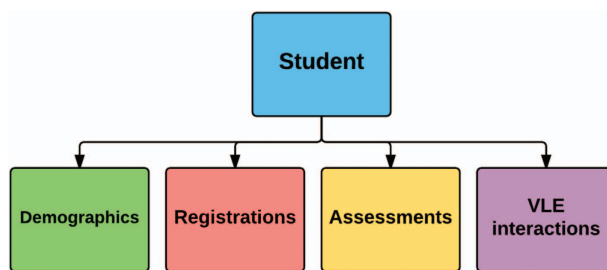 Student
Demographics
Registrations
Assessments
VLE
interactions